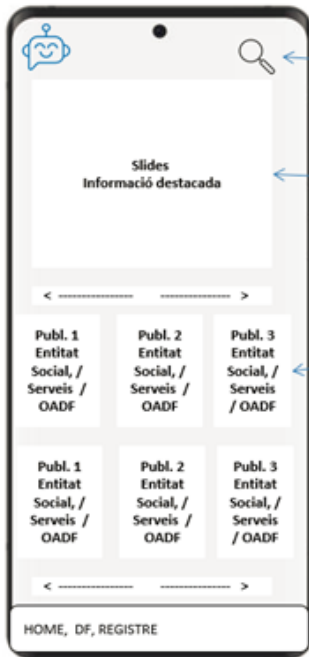 Slides
Informació destacada
< ---------------- ---------------- >
Publ. 1
Entitat
Social, /
Serveis /
OADF
Publ. 2
Entitat
Social, /
Serveis /
OADF
Publ. 3
Entitat
Social, /
Serveis
/ OADF
Publ. 1
Entitat
Social, /
Serveis /
OADF
Publ. 2
Entitat
Social, /
Serveis /
OADF
Publ. 3
Entitat
Social, /
Serveis
/ OADF
< ---------------- ---------------- >
HOME, DF, REGISTRE